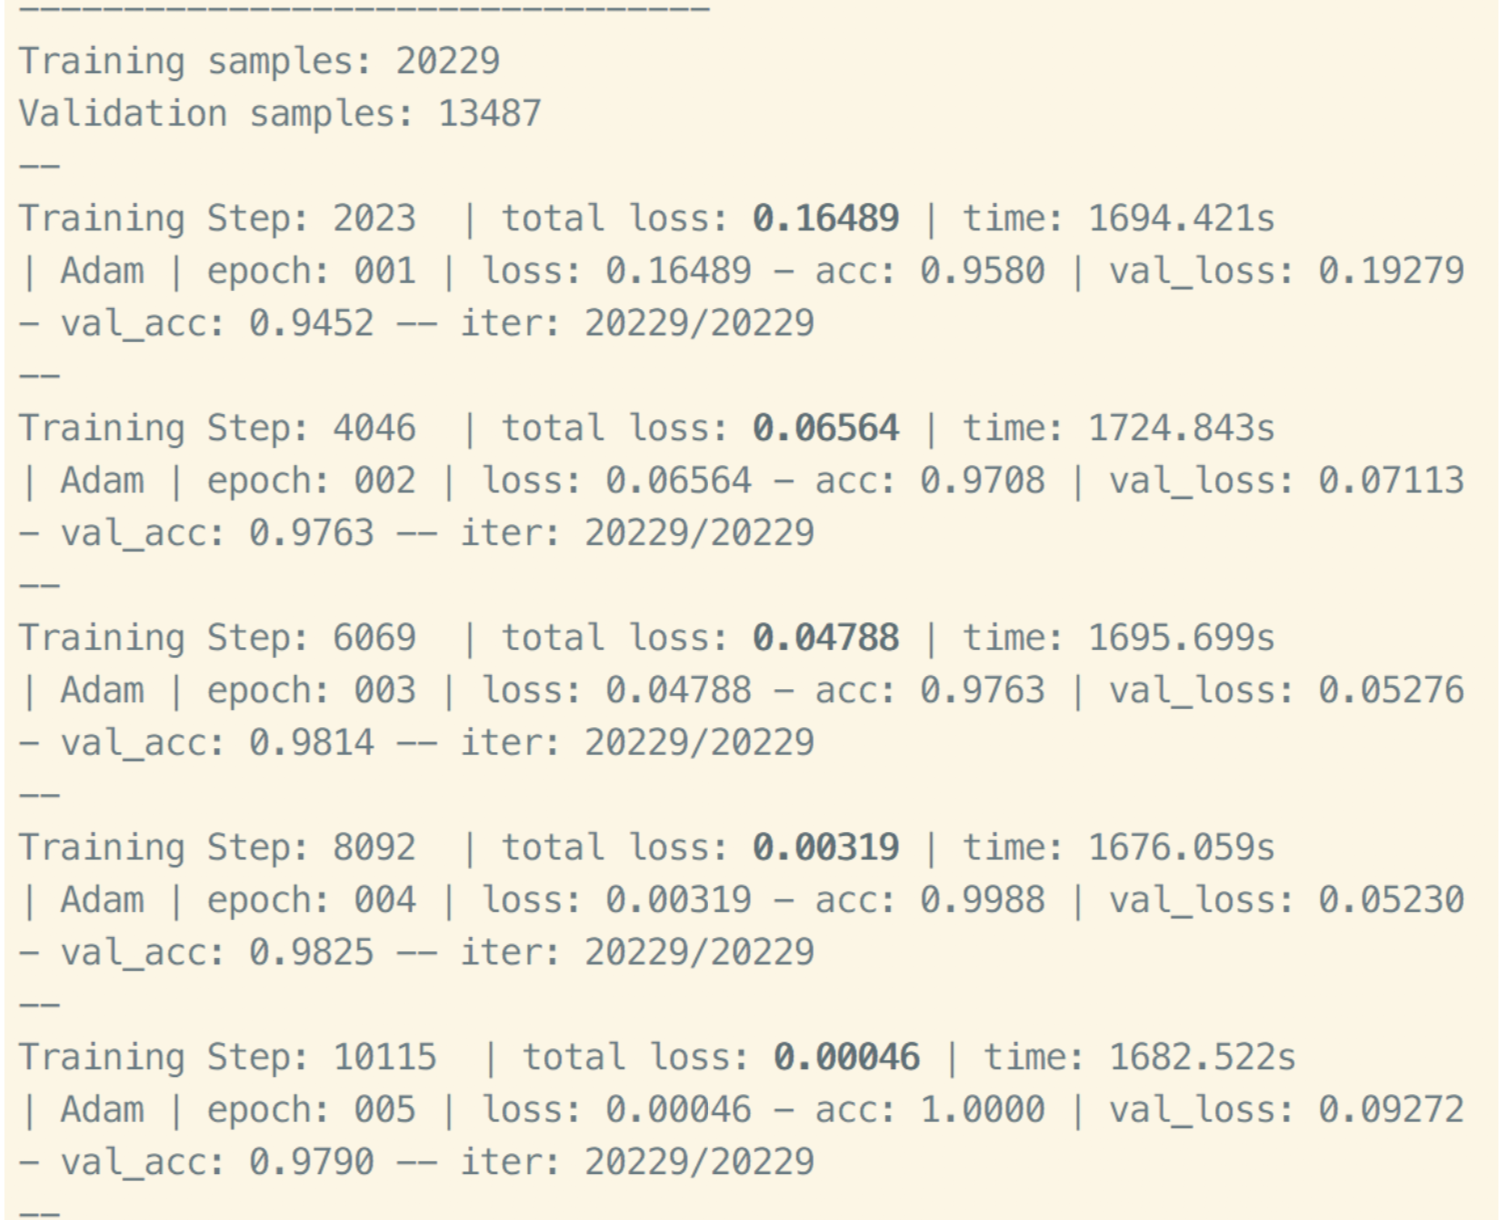 ---------------------------------
Training samples: 20229
Validation samples: 13487
--
Training Step: 2023  | total loss: 0.16489 | time: 1694.421s
| Adam | epoch: 001 | loss: 0.16489 - acc: 0.9580 | val_loss: 0.19279
- val_acc: 0.9452 -- iter: 20229/20229
--
Training Step: 4046  | total loss: 0.06564 | time: 1724.843s
| Adam | epoch: 002 | loss: 0.06564 - acc: 0.9708 | val_loss: 0.07113
- val_acc: 0.9763 -- iter: 20229/20229
--
Training Step: 6069  | total loss: 0.04788 | time: 1695.699s
| Adam | epoch: 003 | loss: 0.04788 - acc: 0.9763 | val_loss: 0.05276
- val_acc: 0.9814 -- iter: 20229/20229
--
Training Step: 8092  | total loss: 0.00319 | time: 1676.059s
| Adam | epoch: 004 | loss: 0.00319 - acc: 0.9988 | val_loss: 0.05230
- val_acc: 0.9825 -- iter: 20229/20229
--
Training Step: 10115  | total loss: 0.00046 | time: 1682.522s
| Adam | epoch: 005 | loss: 0.00046 - acc: 1.0000 | val_loss: 0.09272
- val_acc: 0.9790 -- iter: 20229/20229
--